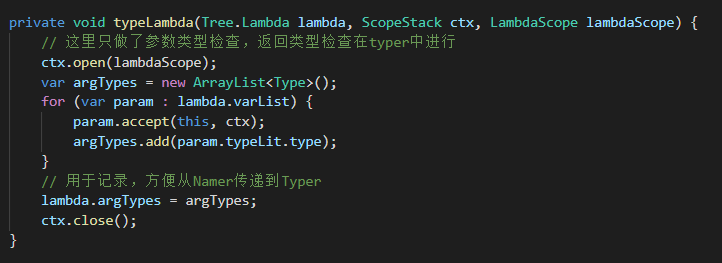 private void typeLambda(Tree.Lambda lambda, ScopeStack ctx, LambdaScope lambdaScope) {
    // 这里只做了参数类型检查，返回类型检查在typer中进行
    ctx.open(lambdaScope);
    var argTypes = new ArrayList<Type>();
    for (var param : lambda.varList) {
        param.accept(this, ctx);
        argTypes.add(param.typeLit.type);
    }
    // 用于记录，方便从Namer传递到Typer
    lambda.argTypes = argTypes;
    ctx.close();
}